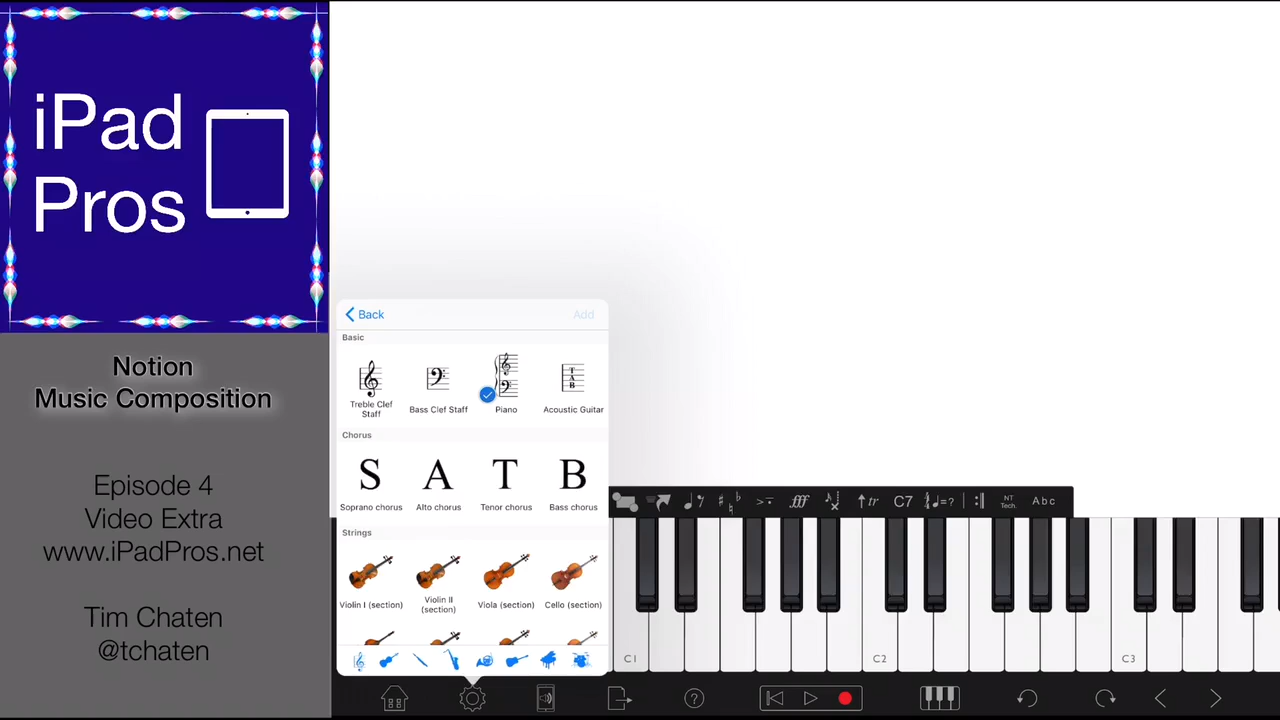 iPad
Pros
Notion
Music Composition
Episode 4
Video Extra
www.iPadPros.net
Tim Chaten
@tchaten
Back
Add
Basic
Treble Clef
Staff
Bass Clef Staff
Piano
Acoustic Guitar
T
A
B
Chorus
S A T B
Soprano chorus
Alto chorus
Tenor chorus
Bass chorus
Strings
Violin I (section)
Violin II
(section)
Viola (section)
Cello (section)
fff
tr
C7
=?
NT
Tech.
Abc
C1
C2
C3
?